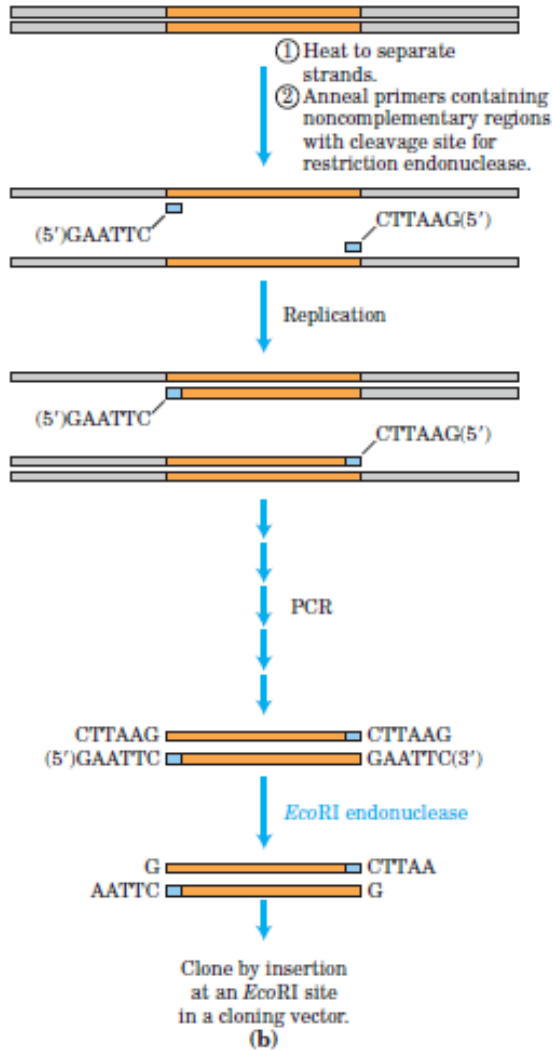 ① Heat to separate
strands.
② Anneal primers containing
noncomplementary regions
with cleavage site for
restriction endonuclease.
(5′)GAATTC
CTTAAG(5′)
Replication
(5′)GAATTC
CTTAAG(5′)
PCR
CTTAAG CTTAAG
(5′)GAATTC GAATTC(3′)
EcoRI endonuclease
G CTTAA
AATTC G
Clone by insertion
at an EcoRI site
in a cloning vector.
(b)